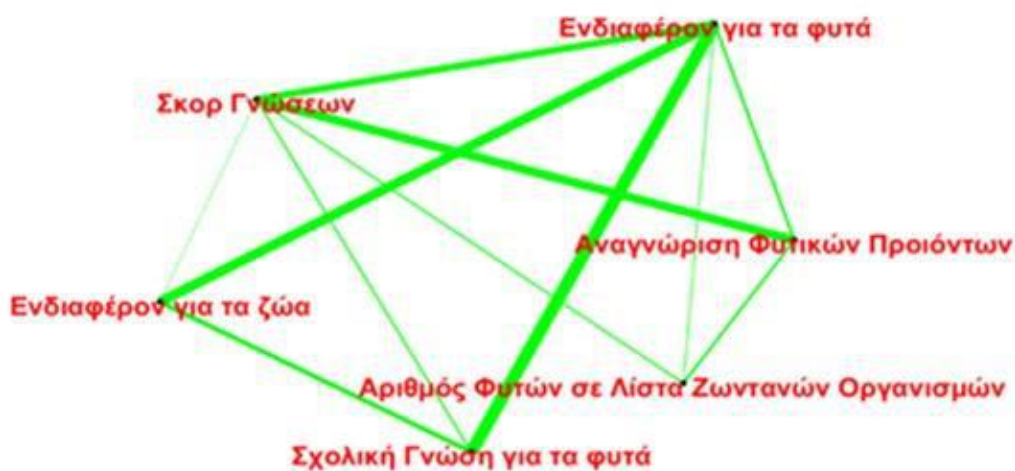 Ενδιαφέρον για τα φυτά
Σκορ Γνώσεων
Αναγνώριση Φυτικών Προιόντων
Ενδιαφέρον για τα ζώα
Αριθμός Φυτών σε Λίστα Ζωντανών Οργανισμών
Σχολική Γνώση για τα φυτά